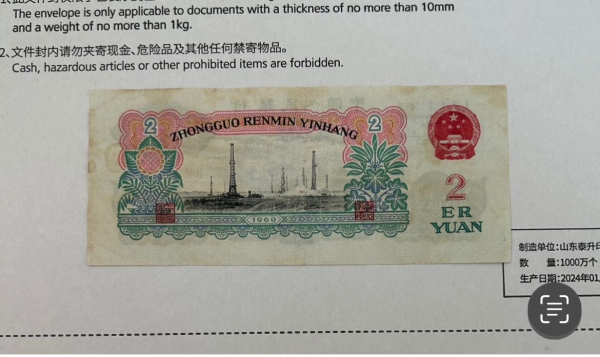 The envelope is only applicable to documents with a thickness of no more than 10mm
and a weight of no more than 1kg.
2、文件封内请勿夹寄现金、危险品及其他任何禁寄物品。
Cash, hazardous articles or other prohibited items are forbidden.
2
ZHONGGUO RENMIN YINHANG
2
1960
2
ER
YUAN
制造单位:山东泰升
数 量:1000万个
生产日期:2024年01